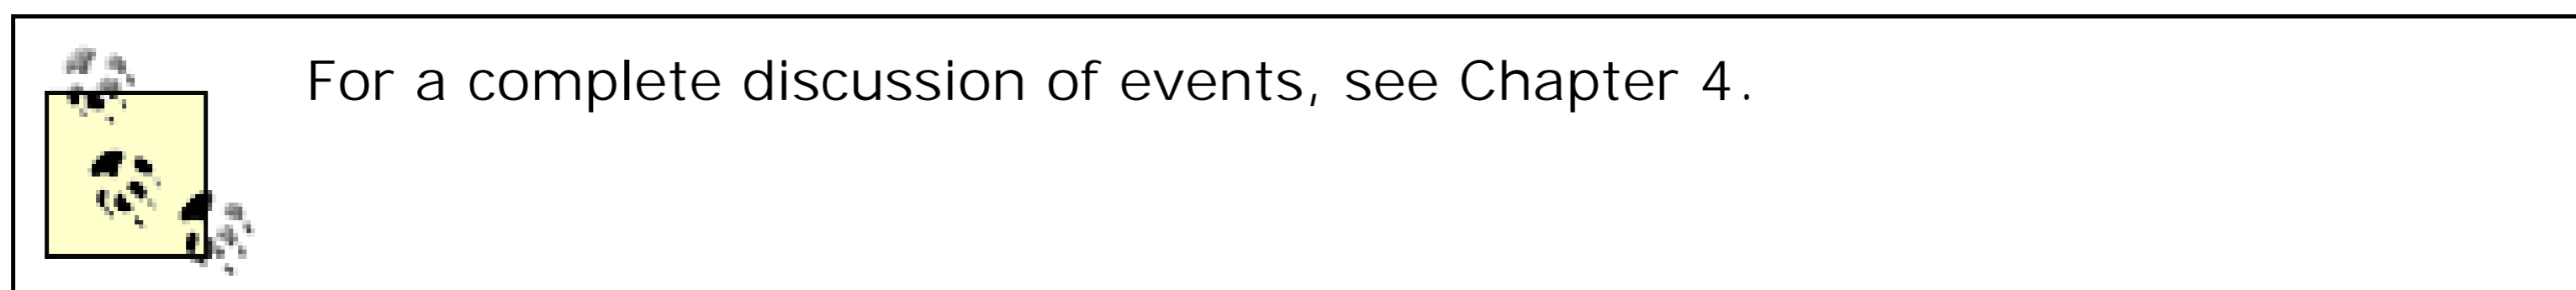 For a complete discussion of events, see Chapter 4.